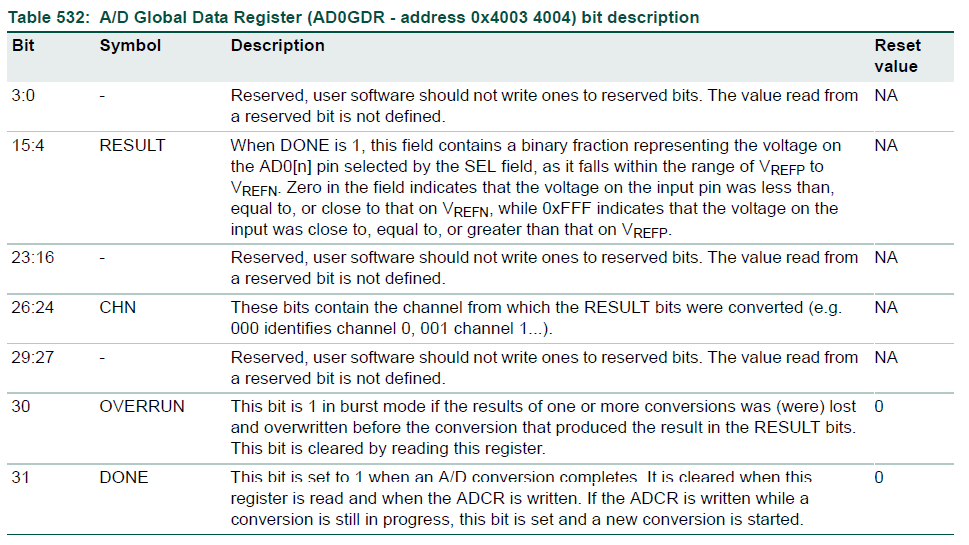 Table 532: A/D Global Data Register (AD0GDR - address 0x4003 4004) bit description
Bit Symbol Description Reset
value
3:0 - Reserved, user software should not write ones to reserved bits. The value read from NA
a reserved bit is not defined.
15:4 RESULT When DONE is 1, this field contains a binary fraction representing the voltage on NA
the AD0[n] pin selected by the SEL field, as it falls within the range of VREFP to
VREFN. Zero in the field indicates that the voltage on the input pin was less than,
equal to, or close to that on VREFN, while 0xFFF indicates that the voltage on the
input was close to, equal to, or greater than that on VREFP.
23:16 - Reserved, user software should not write ones to reserved bits. The value read from NA
a reserved bit is not defined.
26:24 CHN These bits contain the channel from which the RESULT bits were converted (e.g. NA
000 identifies channel 0, 001 channel 1...).
29:27 - Reserved, user software should not write ones to reserved bits. The value read from NA
a reserved bit is not defined.
30 OVERRUN This bit is 1 in burst mode if the results of one or more conversions was (were) lost 0
and overwritten before the conversion that produced the result in the RESULT bits.
This bit is cleared by reading this register.
31 DONE This bit is set to 1 when an A/D conversion completes. It is cleared when this 0
register is read and when the ADCR is written. If the ADCR is written while a
conversion is still in progress, this bit is set and a new conversion is started.